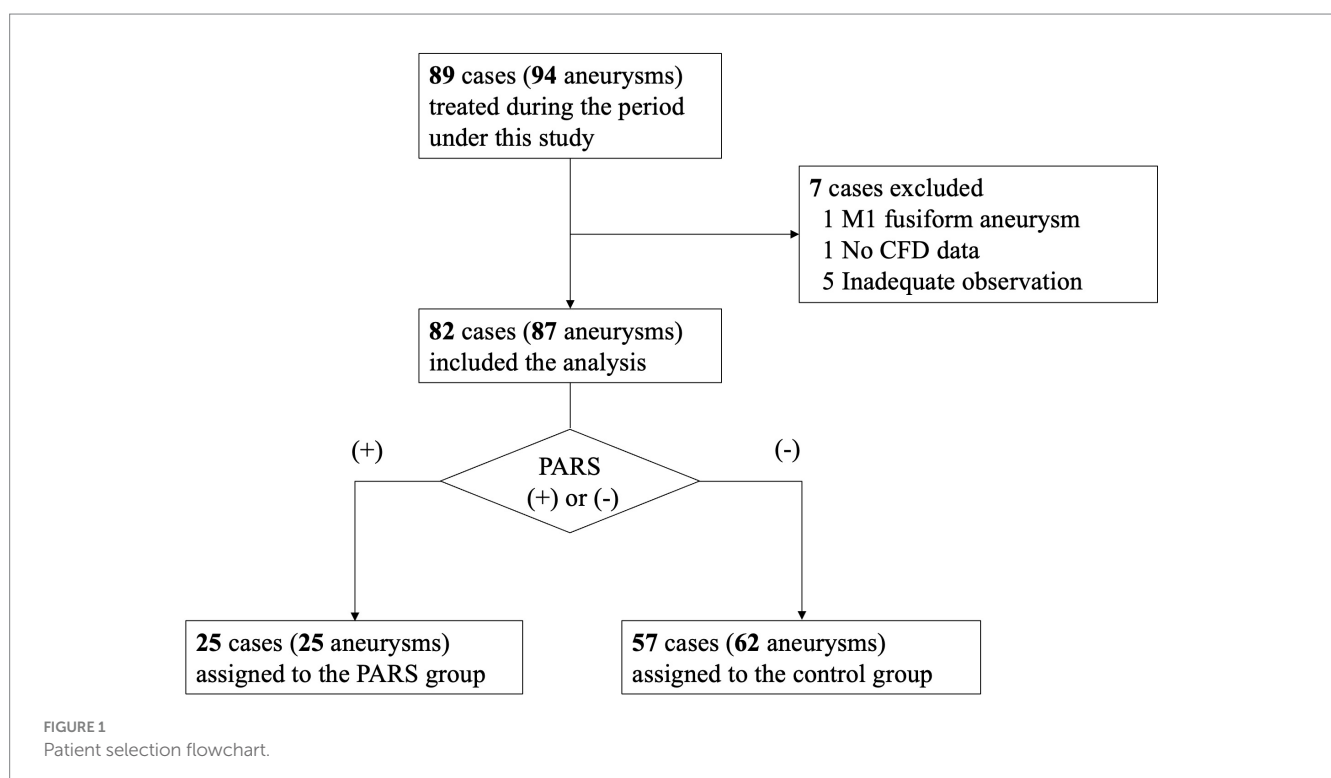 89 cases (94 aneurysms)
treated during the period
under this study
7 cases excluded
1 M1 fusiform aneurysm
1 No CFD data
5 Inadequate observation
82 cases (87 aneurysms)
included the analysis
(+)
(-)
PARS
(+) or (-)
25 cases (25 aneurysms)
assigned to the PARS group
57 cases (62 aneurysms)
assigned to the control group
FIGURE 1
Patient selection flowchart.